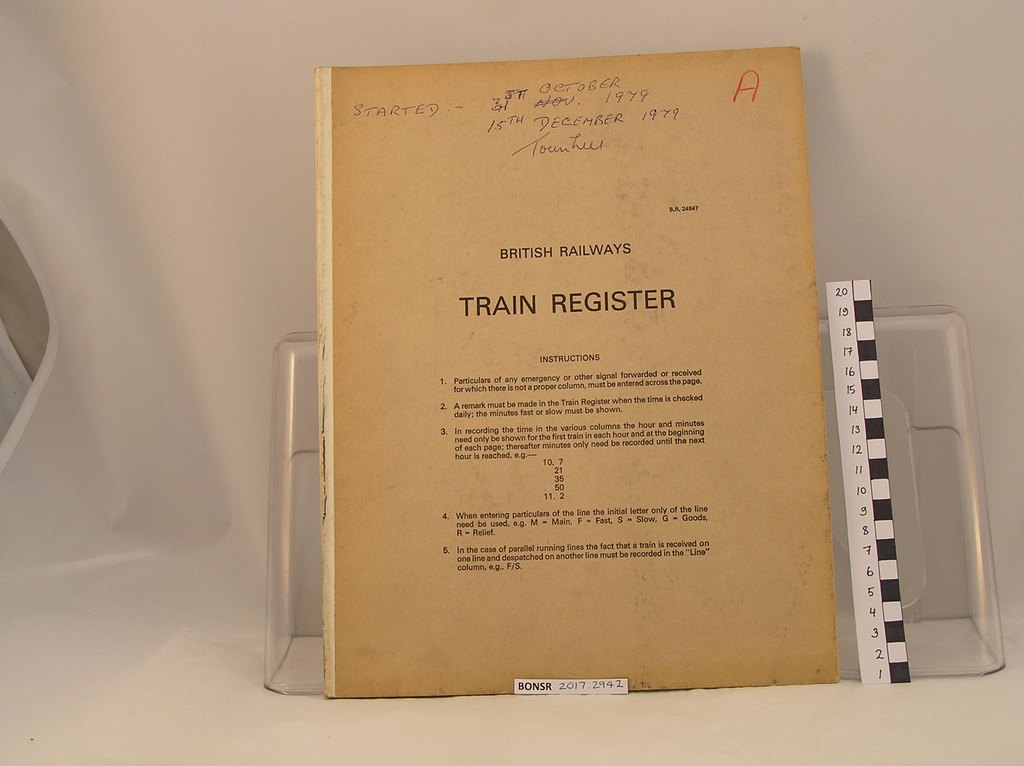 STARTED :- 31ST OCTOBER
NOV. 1979
15TH DECEMBER 1979
Townhill
A
B.R. 24847
BRITISH RAILWAYS
TRAIN REGISTER
INSTRUCTIONS
1. Particulars of any emergency or other signal forwarded or received
for which there is not a proper column, must be entered across the page.
2. A remark must be made in the Train Register when the time is checked
daily; the minutes fast or slow must be shown.
3. In recording the time in the various columns the hour and minutes
need only be shown for the first train in each hour and at the beginning
of each page; thereafter minutes only need be recorded until the next
hour is reached, e.g.—
10. 7
21
35
50
11. 2
4. When entering particulars of the line the initial letter only of the line
need be used, e.g. M = Main, F = Fast, S = Slow, G = Goods,
R = Relief.
5. In the case of parallel running lines the fact that a train is received on
one line and despatched on another line must be recorded in the "Line"
column, e.g., F/S.
BONSR 2017.2942
20
19
18
17
16
15
14
13
12
11
10
9
8
7
6
5
4
3
2
1